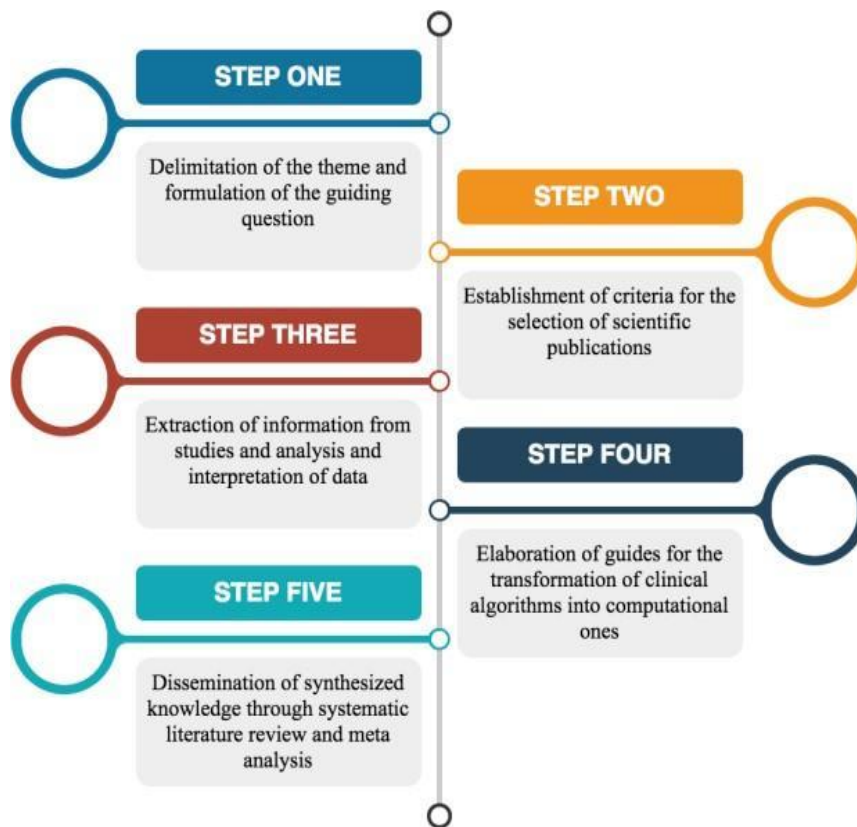 STEP ONE
Delimitation of the theme and
formulation of the guiding
question
STEP TWO
Establishment of criteria for the
selection of scientific
publications
STEP THREE
Extraction of information from
studies and analysis and
interpretation of data
STEP FOUR
Elaboration of guides for the
transformation of clinical
algorithms into computational
ones
STEP FIVE
Dissemination of synthesized
knowledge through systematic
literature review and meta
analysis